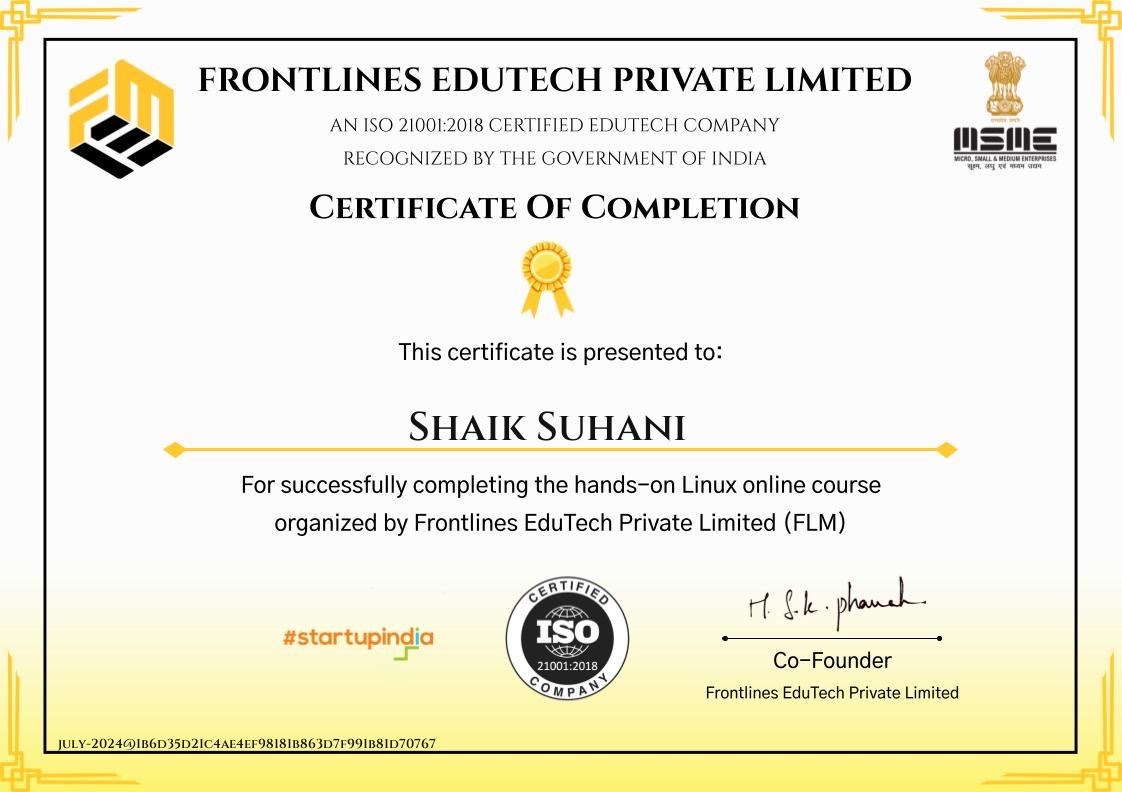 FRONTLINES EDUTECH PRIVATE LIMITED
AN ISO 21001:2018 CERTIFIED EDUTECH COMPANY
RECOGNIZED BY THE GOVERNMENT OF INDIA
MSME
MICRO, SMALL & MEDIUM ENTERPRISES
सूक्ष्म, लघु एवं मध्यम उद्यम
CERTIFICATE OF COMPLETION
This certificate is presented to:
SHAIK SUHANI
For successfully completing the hands-on Linux online course
organized by Frontlines EduTech Private Limited (FLM)
#startupindia
CERTIFIED
ISO
21001:2018
COMPANY
Co-Founder
Frontlines EduTech Private Limited
JULY-2024@1B6D35D21C4AE4EF98181B863D7F991B81D70767